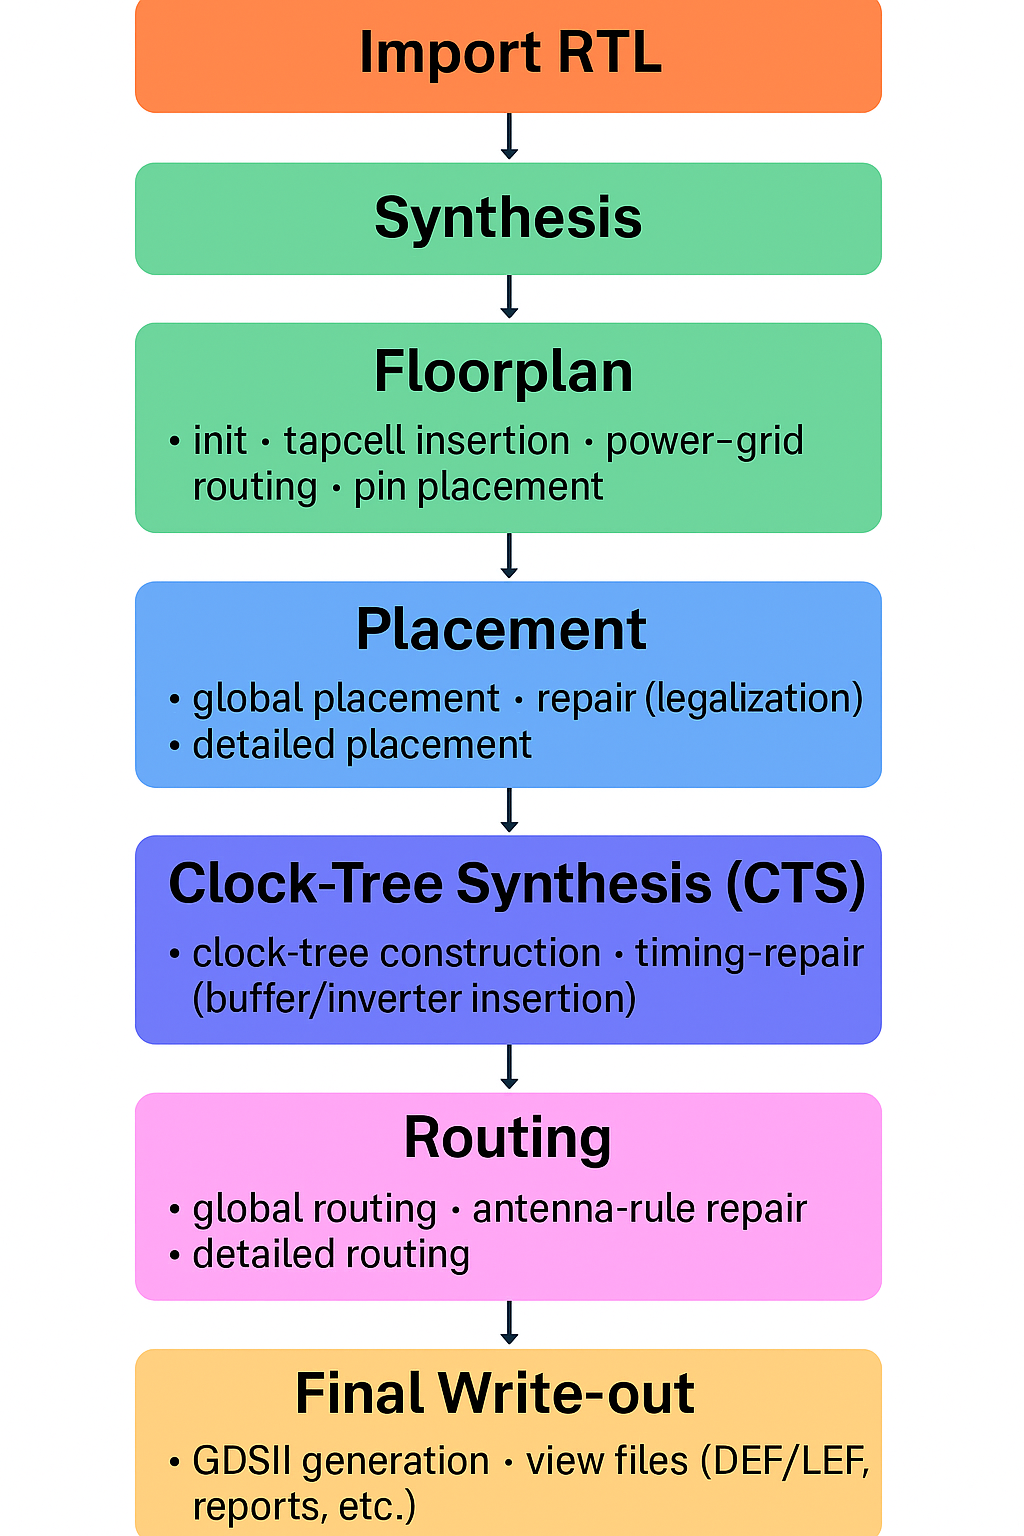 Import RTL
Synthesis
Floorplan
• init · tapcell insertion · power-grid
routing · pin placement
Placement
• global placement · repair (legalization)
• detailed placement
Clock-Tree Synthesis (CTS)
• clock-tree construction · timing-repair
(buffer/inverter insertion)
Routing
• global routing · antenna-rule repair
• detailed routing
Final Write-out
• GDSII generation · view files (DEF/LEF,
reports, etc.)